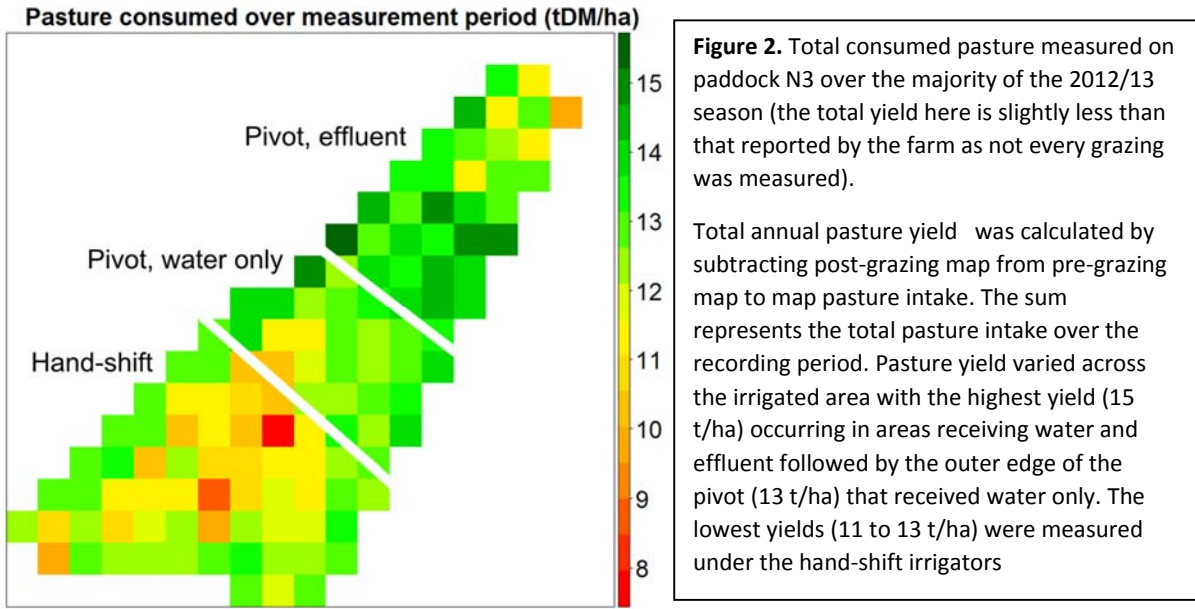 Pasture consumed over measurement period (tDM/ha)
Pivot, effluent
Pivot, water only
Hand-shift
15
14
13
12
11
10
9
8
Figure 2. Total consumed pasture measured on
paddock N3 over the majority of the 2012/13
season (the total yield here is slightly less than
that reported by the farm as not every grazing
was measured).
Total annual pasture yield was calculated by
subtracting post-grazing map from pre-grazing
map to map pasture intake. The sum
represents the total pasture intake over the
recording period. Pasture yield varied across
the irrigated area with the highest yield (15
t/ha) occurring in areas receiving water and
effluent followed by the outer edge of the
pivot (13 t/ha) that received water only. The
lowest yields (11 to 13 t/ha) were measured
under the hand-shift irrigators